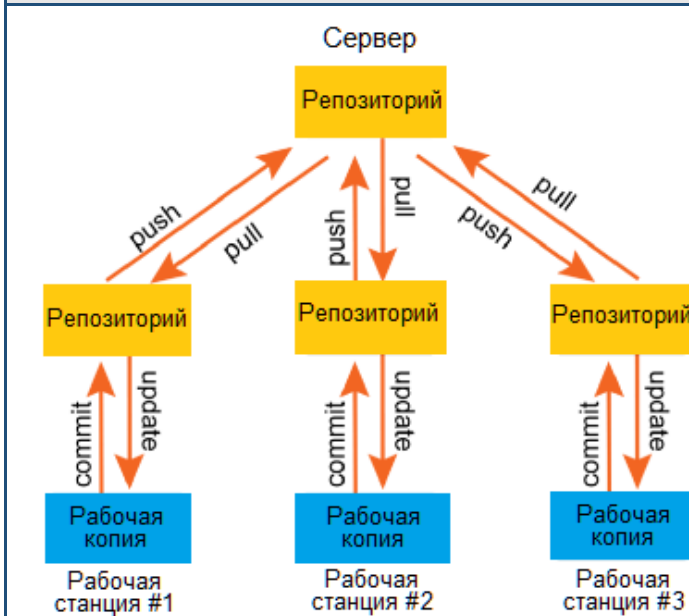 Сервер
Репозиторий
push
pull
push
pull
push
pull
Репозиторий
Репозиторий
Репозиторий
commit
update
commit
update
commit
update
Рабочая
копия
Рабочая
копия
Рабочая
копия
Рабочая
станция #1
Рабочая
станция #2
Рабочая
станция #3